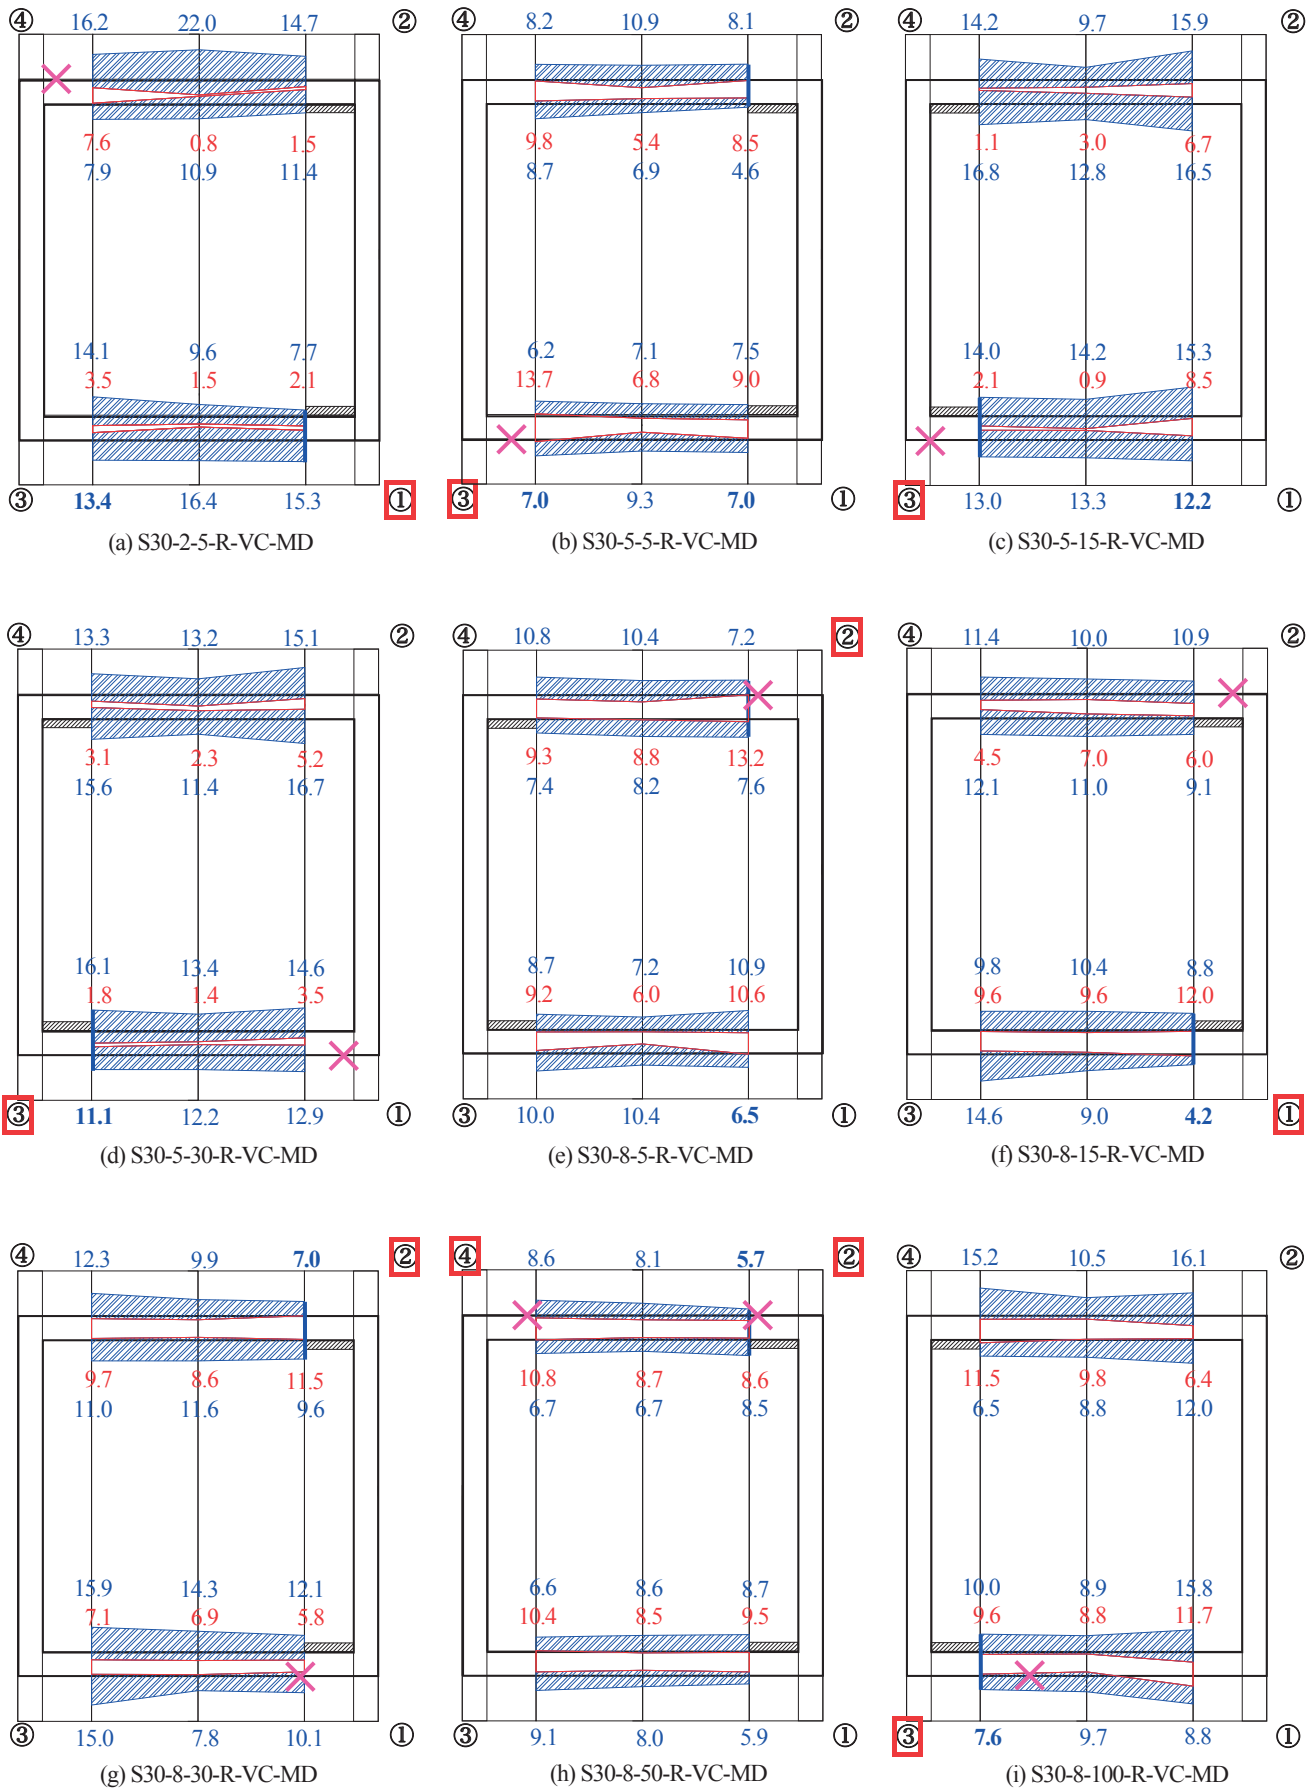 ④ 16.2 22.0 14.7 ②
7.6 0.8 1.5
7.9 10.9 11.4
14.1 9.6 7.7
3.5 1.5 2.1
③ 13.4 16.4 15.3 ①
(a) S30-2-5-R-VC-MD
④ 8.2 10.9 8.1 ②
9.8 5.4 8.5
8.7 6.9 4.6
6.2 7.1 7.5
13.7 6.8 9.0
③ 7.0 9.3 7.0 ①
(b) S30-5-5-R-VC-MD
④ 14.2 9.7 15.9 ②
1.1 3.0 6.7
16.8 12.8 16.5
14.0 14.2 15.3
2.1 0.9 8.5
③ 13.0 13.3 12.2 ①
(c) S30-5-15-R-VC-MD
④ 13.3 13.2 15.1 ②
3.1 2.3 5.2
15.6 11.4 16.7
16.1 13.4 14.6
1.8 1.4 3.5
③ 11.1 12.2 12.9 ①
(d) S30-5-30-R-VC-MD
④ 10.8 10.4 7.2 ②
9.3 8.8 13.2
7.4 8.2 7.6
8.7 7.2 10.9
9.2 6.0 10.6
③ 10.0 10.4 6.5 ①
(e) S30-8-5-R-VC-MD
④ 11.4 10.0 10.9 ②
4.5 7.0 6.0
12.1 11.0 9.1
9.8 10.4 8.8
9.6 9.6 12.0
③ 14.6 9.0 4.2 ①
(f) S30-8-15-R-VC-MD
④ 12.3 9.9 7.0 ②
9.7 8.6 11.5
11.0 11.6 9.6
15.9 14.3 12.1
7.1 6.9 5.8
③ 15.0 7.8 10.1 ①
(g) S30-8-30-R-VC-MD
④ 8.6 8.1 5.7 ②
10.8 8.7 8.6
6.7 6.7 8.5
6.6 8.6 8.7
10.4 8.5 9.5
③ 9.1 8.0 5.9 ①
(h) S30-8-50-R-VC-MD
④ 15.2 10.5 16.1 ②
11.5 9.8 6.4
6.5 8.8 12.0
10.0 8.9 15.8
9.6 8.8 11.7
③ 7.6 9.7 8.8 ①
(i) S30-8-100-R-VC-MD